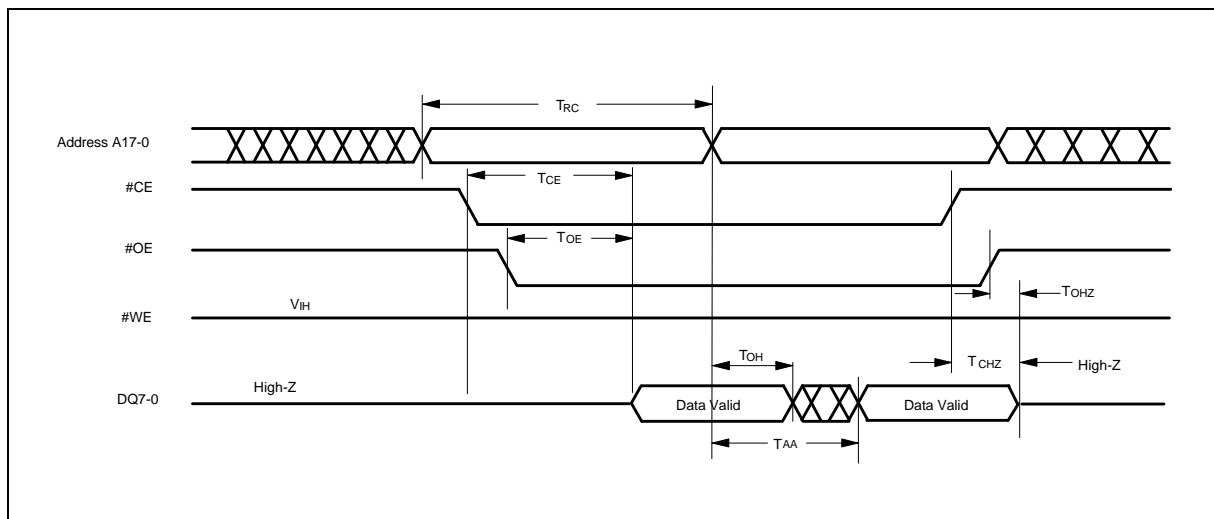 TRC
Address A17-0
TCE
#CE
TOE
#OE
TOHZ
VIH
#WE
TOH
TCHZ
High-Z
High-Z
DQ7-0
Data Valid
Data Valid
TAA